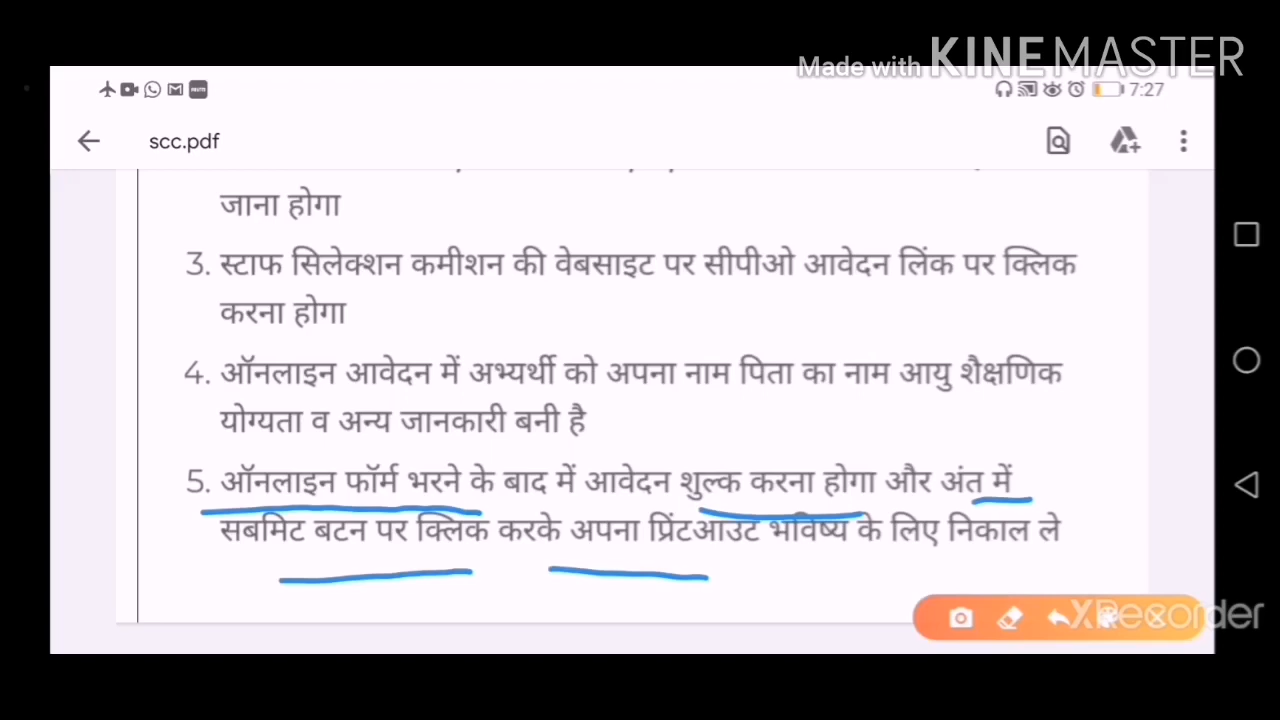 Made with KINEMASTER
7:27
scc.pdf
जाना होगा
3. स्टाफ सिलेक्शन कमीशन की वेबसाइट पर सीपीओ आवेदन लिंक पर क्लिक
करना होगा
4. ऑनलाइन आवेदन में अभ्यर्थी को अपना नाम पिता का नाम आयु शैक्षणिक
योग्यता व अन्य जानकारी बनी है
5. ऑनलाइन फॉर्म भरने के बाद में आवेदन शुल्क करना होगा और अंत में
सबमिट बटन पर क्लिक करके अपना प्रिंटआउट भविष्य के लिए निकाल ले
XRecorder